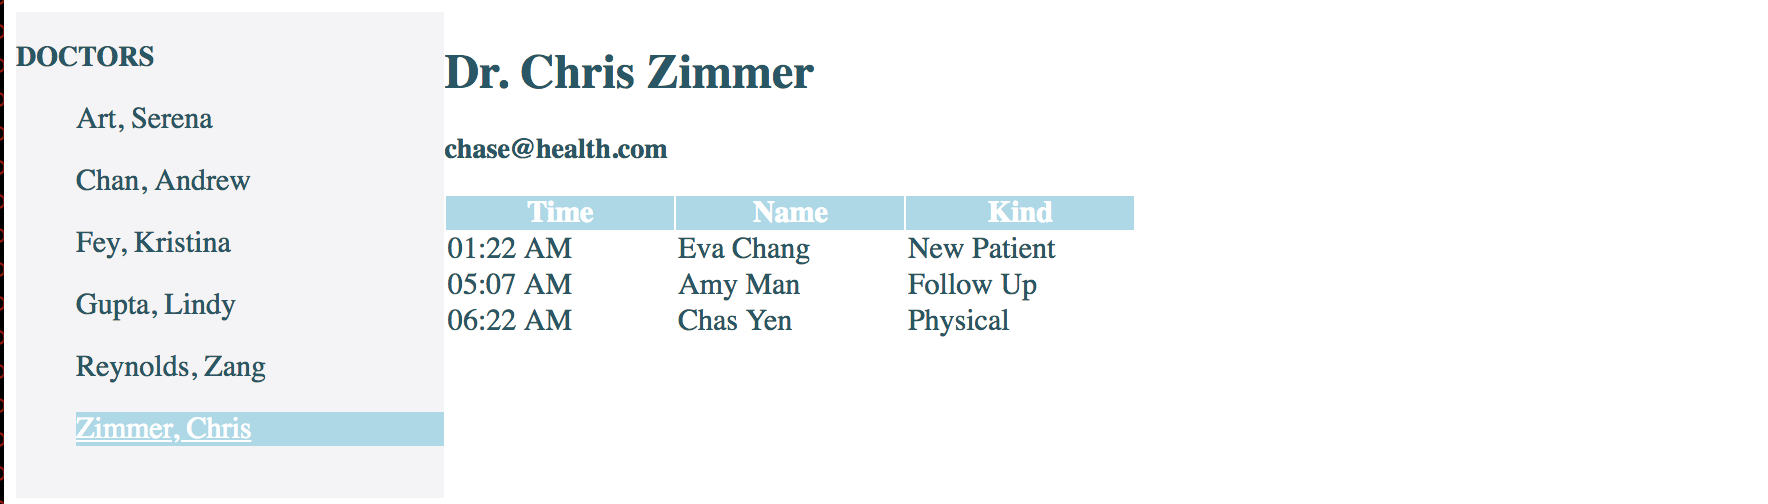 DOCTORS
Art, Serena
Chan, Andrew
Fey, Kristina
Gupta, Lindy
Reynolds, Zang
Zimmer, Chris
Dr. Chris Zimmer
chase@health.com
Time Name Kind
01:22 AM Eva Chang New Patient
05:07 AM Amy Man Follow Up
06:22 AM Chas Yen Physical